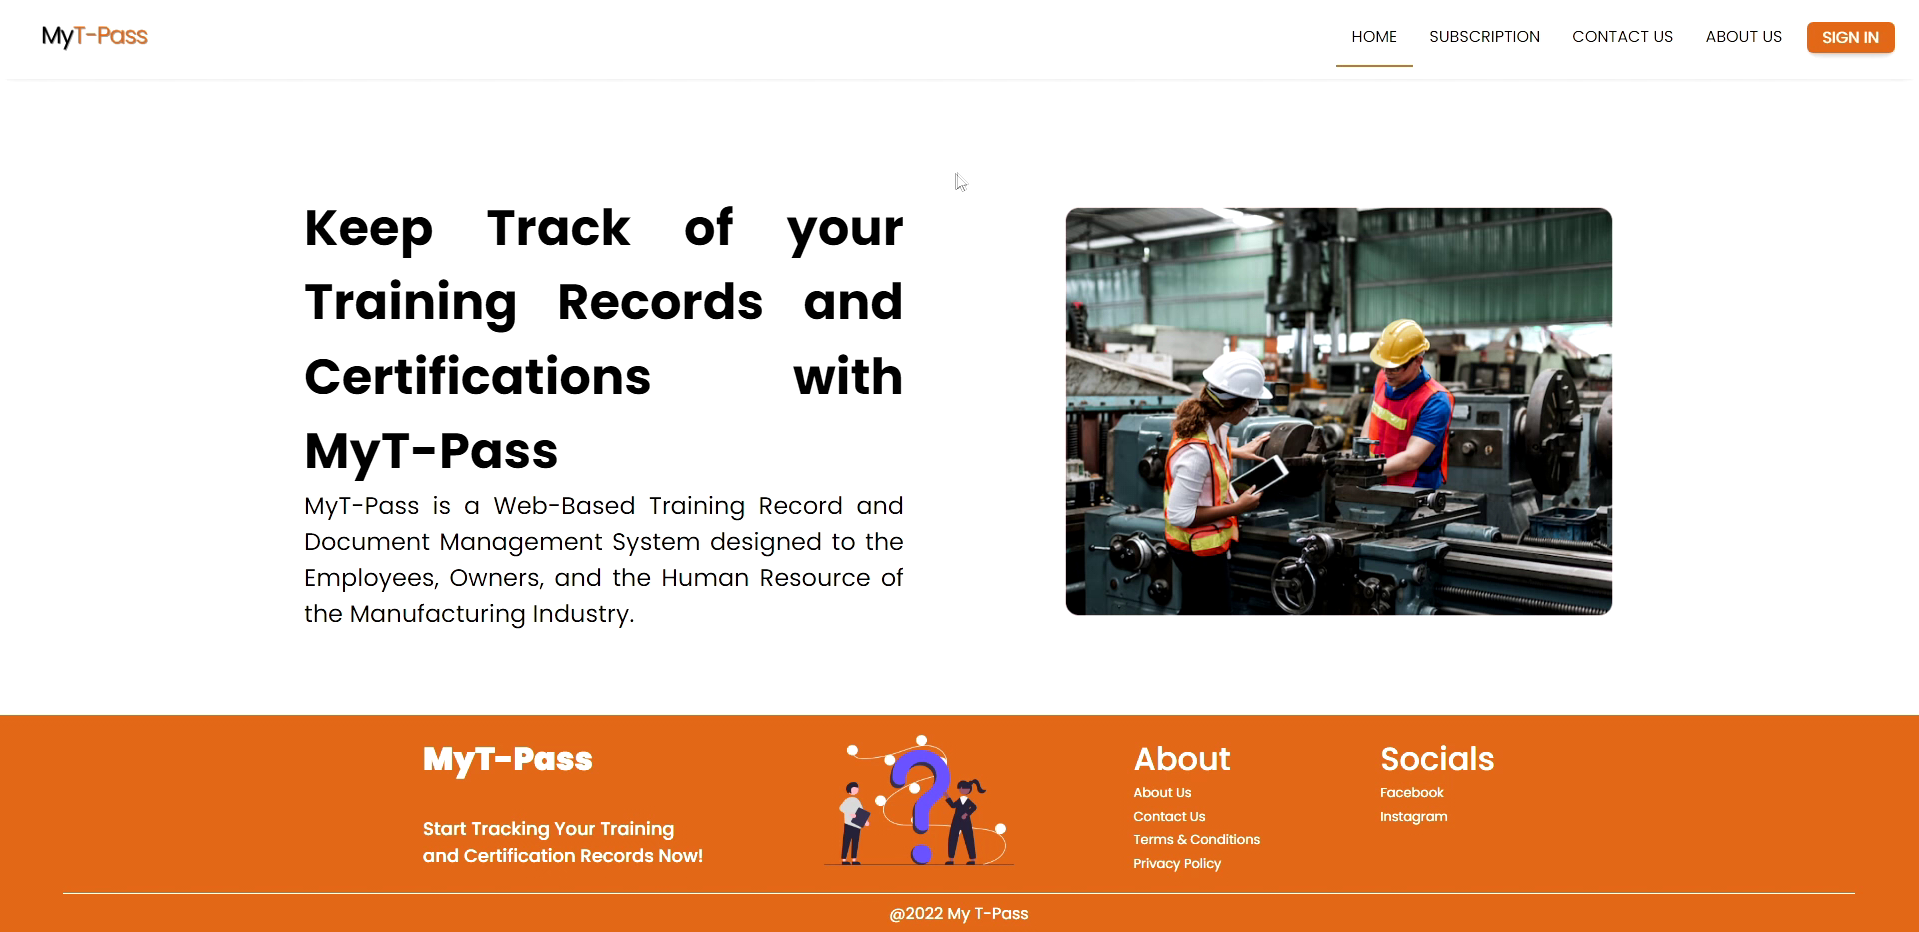 MyT-Pass
HOME
SUBSCRIPTION
CONTACT US
ABOUT US
SIGN IN
Keep Track of your
Training Records and
Certifications with
MyT-Pass
MyT-Pass is a Web-Based Training Record and
Document Management System designed to the
Employees, Owners, and the Human Resource of
the Manufacturing Industry.
MyT-Pass
Start Tracking Your Training
and Certification Records Now!
About
About Us
Contact Us
Terms & Conditions
Privacy Policy
Socials
Facebook
Instagram
@2022 My T-Pass